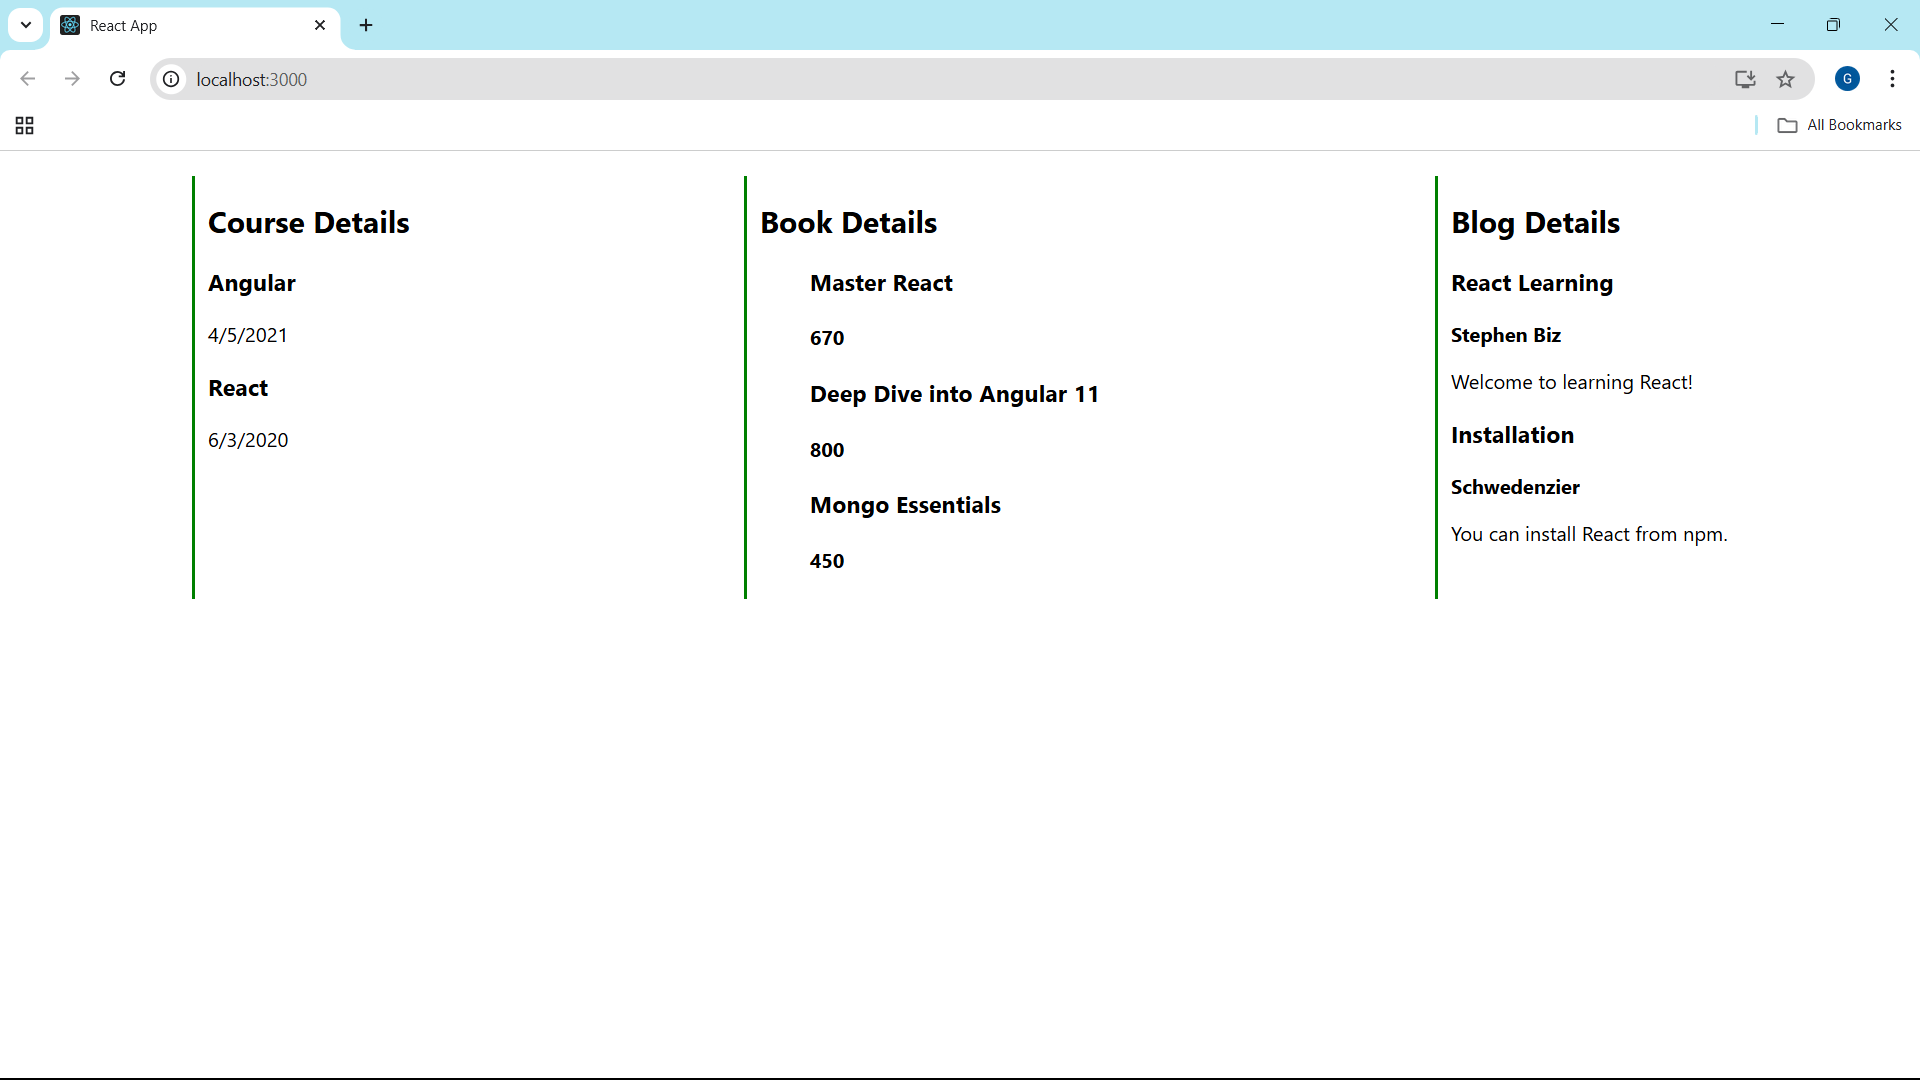 React App
localhost:3000
G
All Bookmarks
Course Details
Angular
4/5/2021
React
6/3/2020
Book Details
Master React
670
Deep Dive into Angular 11
800
Mongo Essentials
450
Blog Details
React Learning
Stephen Biz
Welcome to learning React!
Installation
Schwedenzier
You can install React from npm.